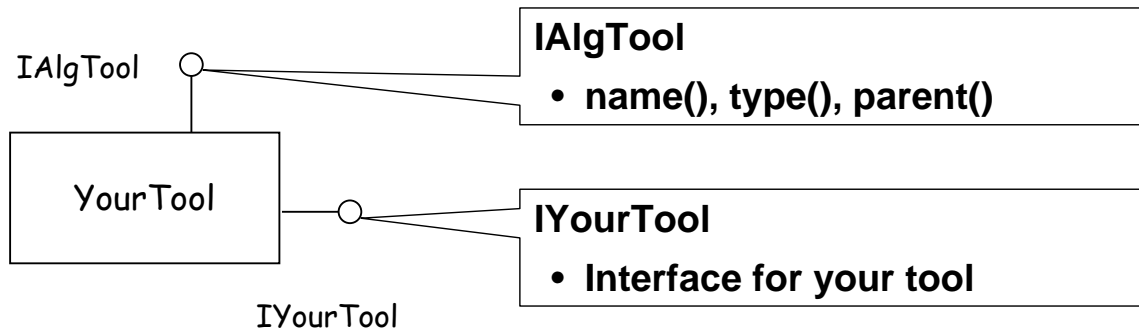 IAlgTool
IAlgTool
• name(), type(), parent()
YourTool
IYourTool
• Interface for your tool
IYourTool